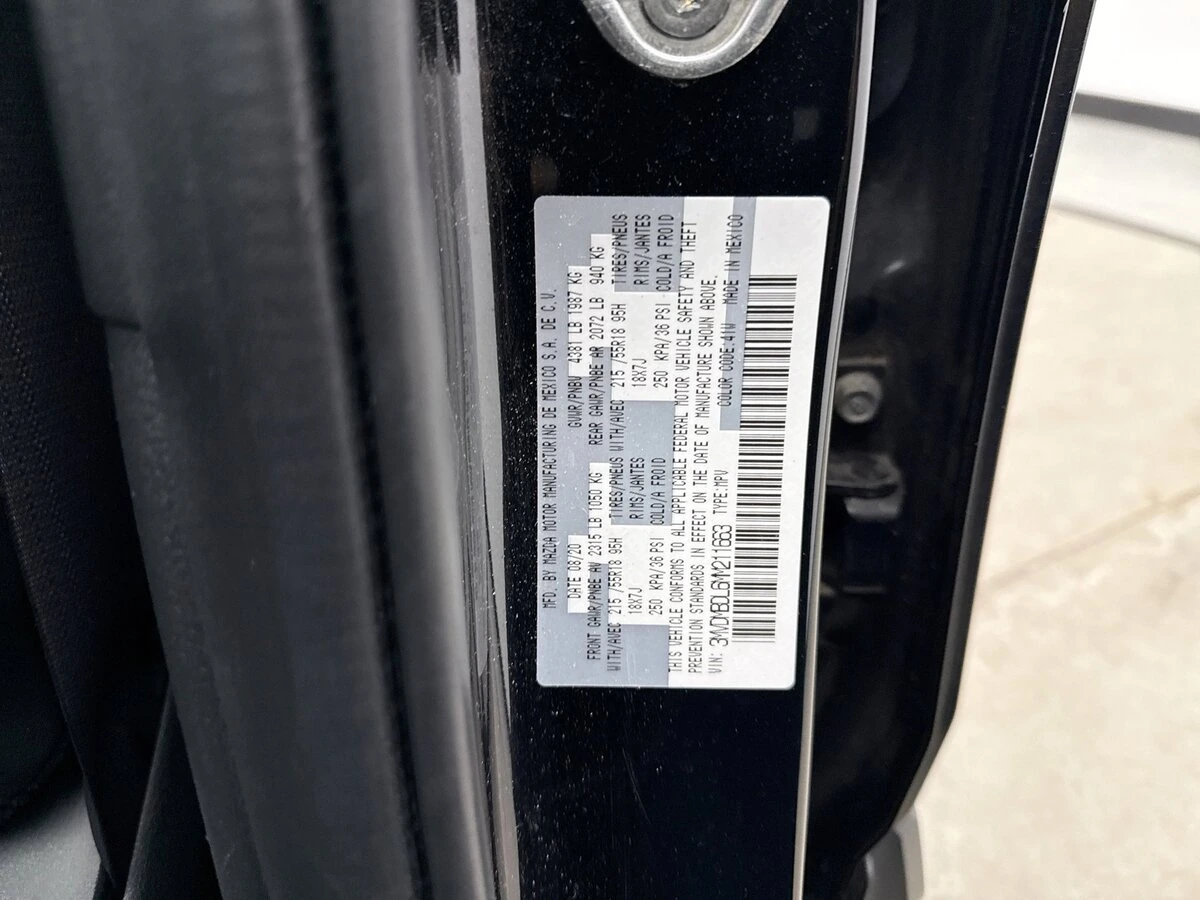 MFD. BY MAZDA MOTOR MANUFACTURING DE MEXICO S.A. DE C.V.
DATE 08/20 GVWR/PNBV 4381 LB 1987 KG
FRONT GAWR/PNBE AV 2315 LB 1050 KG REAR GAWR/PNBE AR 2072 LB 940 KG
WITH/AVEC 215 /55R18 95H TIRES/PNEUS WITH/AVEC 215 /55R18 95H TIRES/PNEUS
18X7J RIMS/JANTES 18X7J RIMS/JANTES
250 KPA/36 PSI COLD/A FROID 250 KPA/36 PSI COLD/A FROID
THIS VEHICLE CONFORMS TO ALL APPLICABLE FEDERAL MOTOR VEHICLE SAFETY AND THEFT
PREVENTION STANDARDS IN EFFECT ON THE DATE OF MANUFACTURE SHOWN ABOVE.
VIN: 3MVDMBDL6MM211663 TYPE:MPV COLOR CODE:41W MADE IN MEXICO